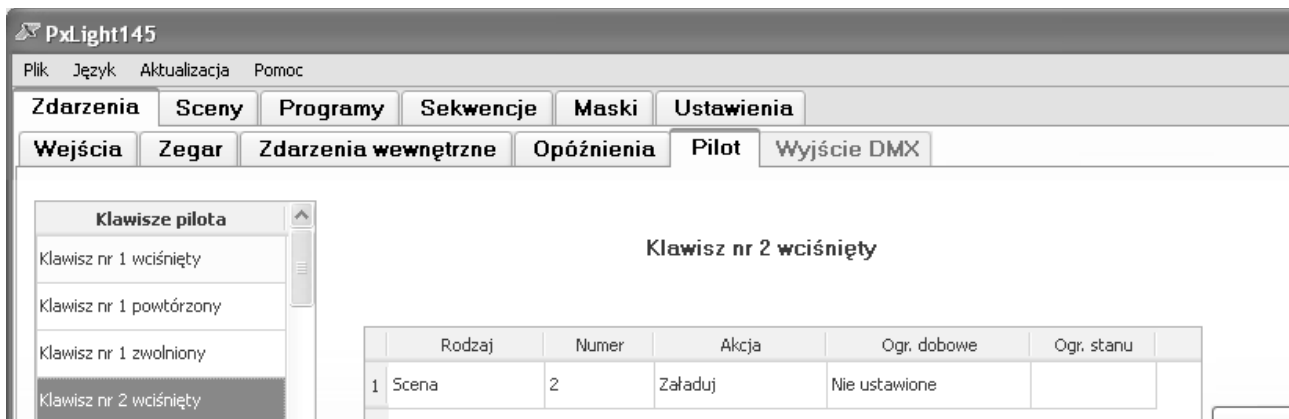 PxLight145
Plik Język Aktualizacja Pomoc
Zdarzenia Sceny Programy Sekwencje Maski Ustawienia
Wejścia Zegar Zdarzenia wewnętrzne Opóźnienia Pilot Wyjście DMX
Klawisze pilota
Klawisz nr 1 wciśnięty
Klawisz nr 1 powtórzony
Klawisz nr 1 zwolniony
Klawisz nr 2 wciśnięty
Klawisz nr 2 wciśnięty
Rodzaj Numer Akcja Ogr. dobowe Ogr. stanu
1 Scena 2 Załaduj Nie ustawione